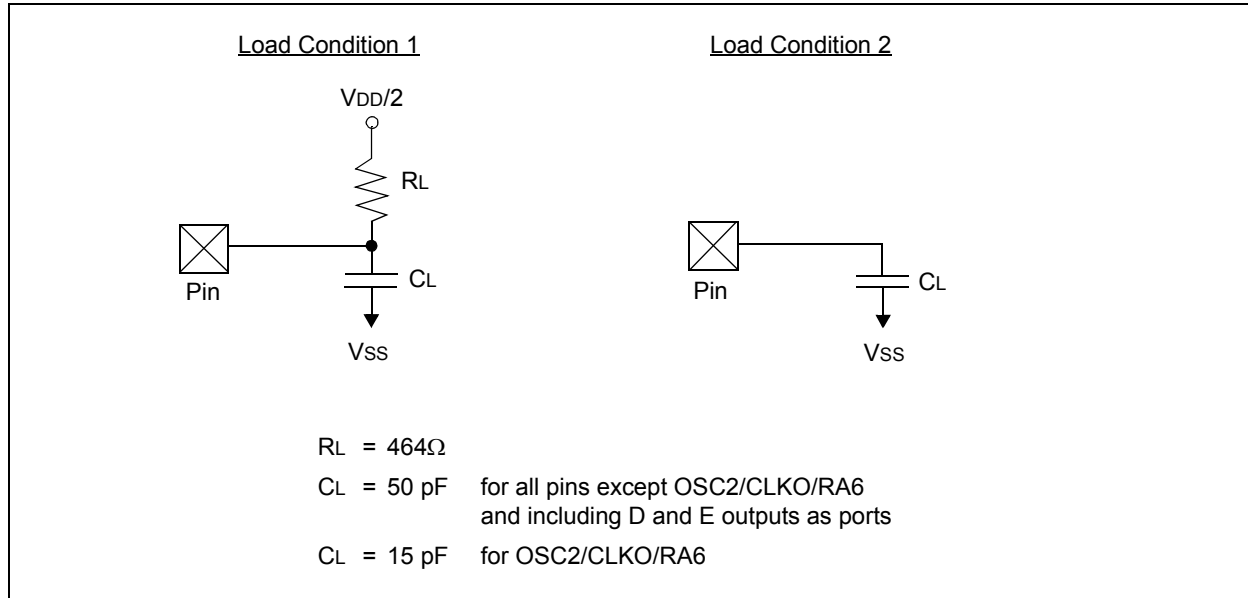 Load Condition 1
Load Condition 2
VDD/2
RL
CL
Pin
VSS
CL
Pin
VSS
RL = 464Ω
CL = 50 pF for all pins except OSC2/CLKO/RA6
and including D and E outputs as ports
CL = 15 pF for OSC2/CLKO/RA6